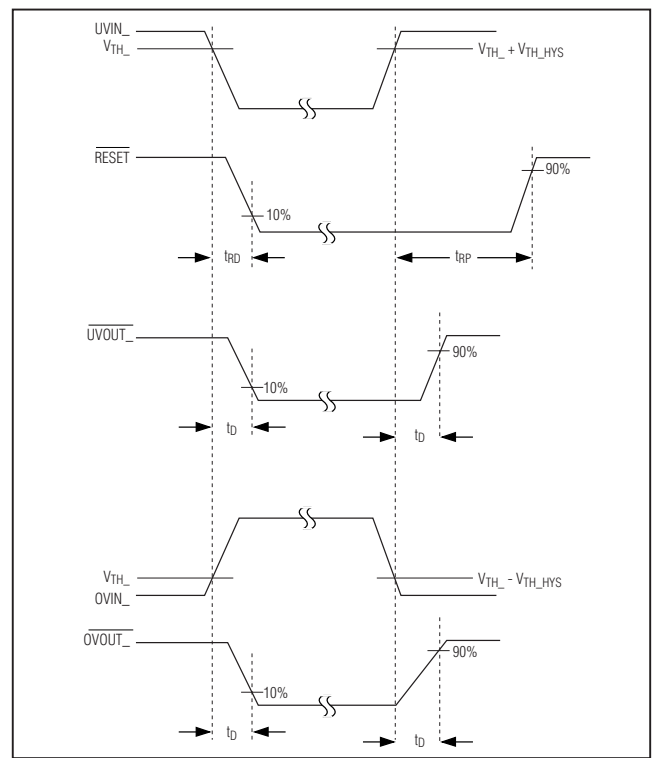 UVIN_
VTH_
VTH_ + VTH_HYS
RESET
90%
10%
tRD
tRP
UVOUT_
90%
10%
tD
tD
VTH_
VTH_ - VTH_HYS
OVIN_
OVOUT_
90%
10%
tD
tD